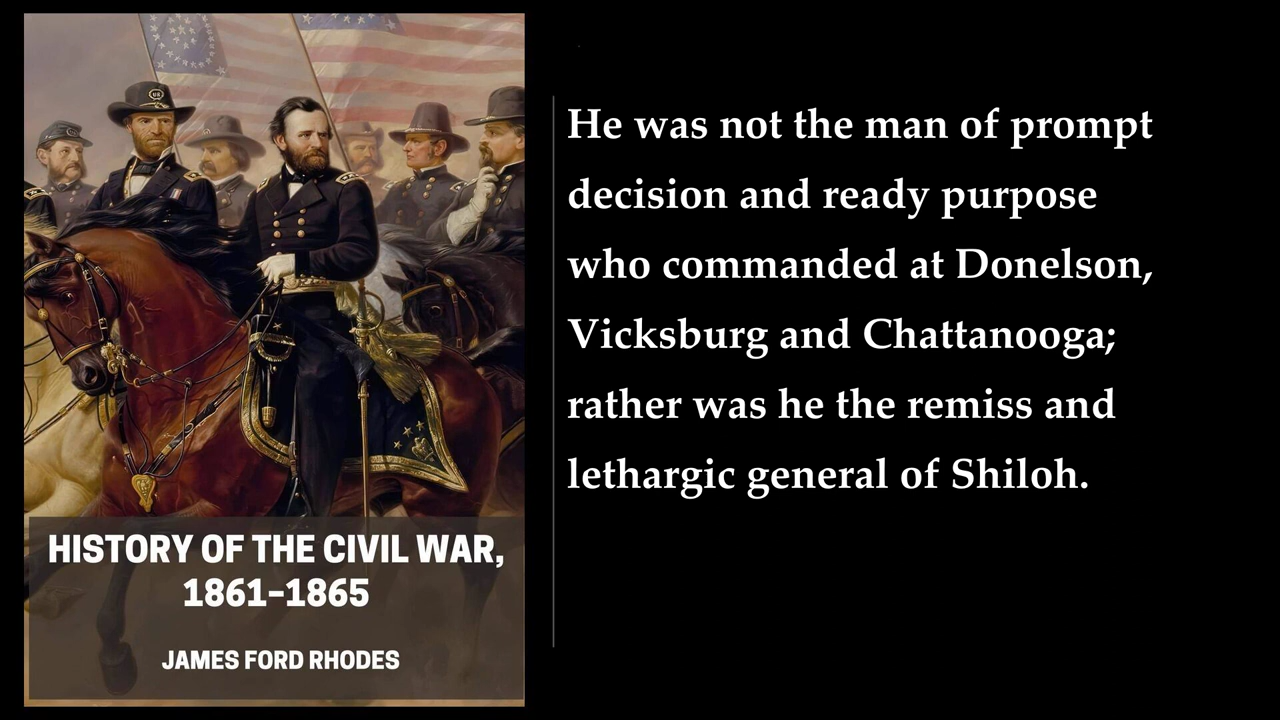 HISTORY OF THE CIVIL WAR,
1861–1865
JAMES FORD RHODES
He was not the man of prompt
decision and ready purpose
who commanded at Donelson,
Vicksburg and Chattanooga;
rather was he the remiss and
lethargic general of Shiloh.